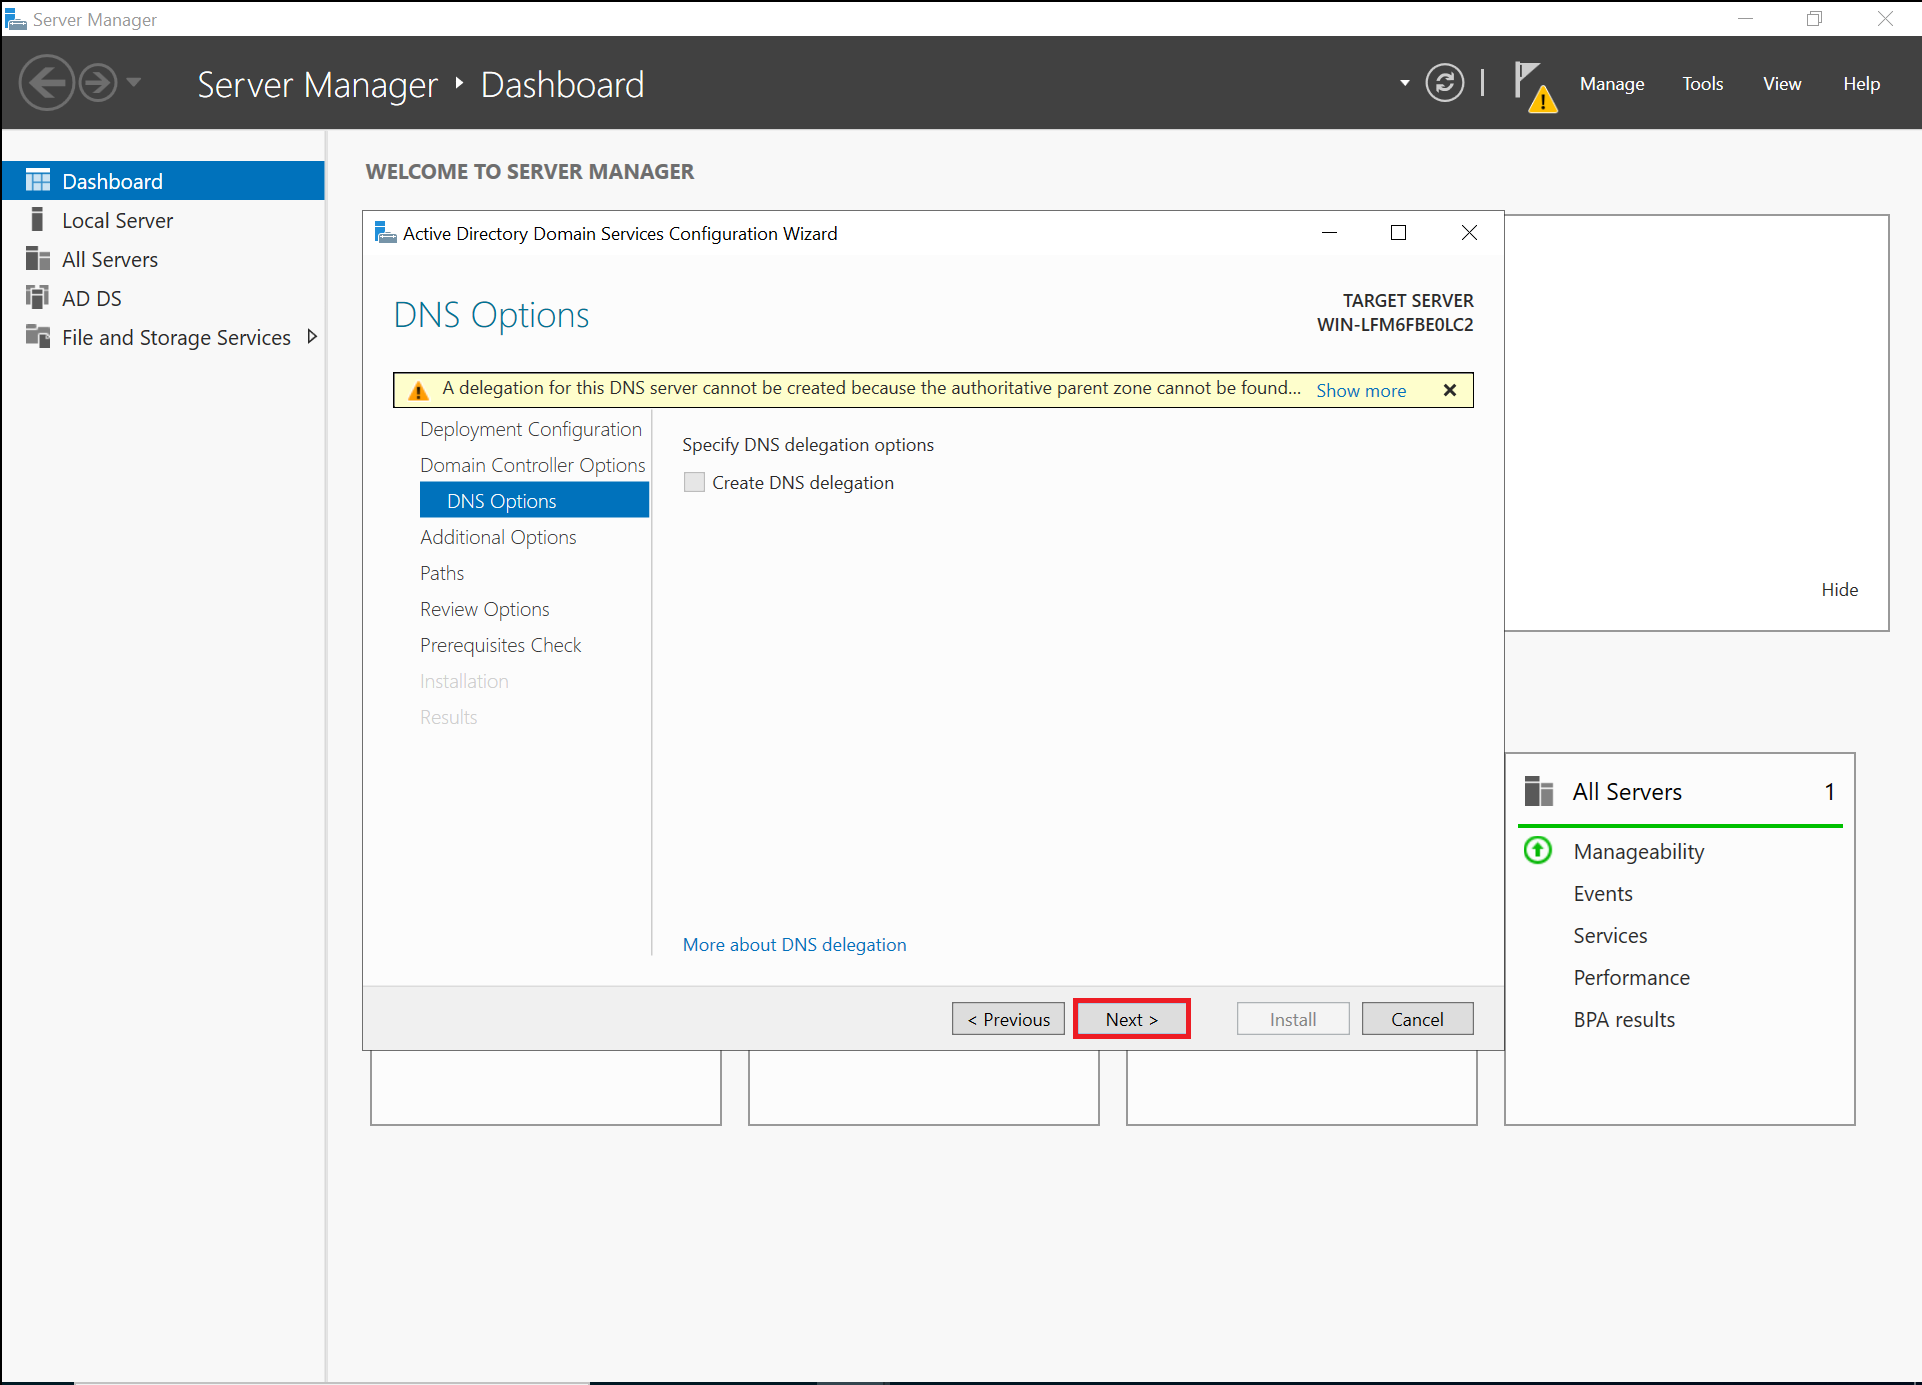 Server Manager
Server Manager ‣ Dashboard
Manage Tools View Help
Dashboard
Local Server
All Servers
AD DS
File and Storage Services
WELCOME TO SERVER MANAGER
Active Directory Domain Services Configuration Wizard
DNS Options
TARGET SERVER
WIN-LFM6FBE0LC2
A delegation for this DNS server cannot be created because the authoritative parent zone cannot be found... Show more
Deployment Configuration
Domain Controller Options
DNS Options
Additional Options
Paths
Review Options
Prerequisites Check
Installation
Results
Specify DNS delegation options
Create DNS delegation
More about DNS delegation
< Previous Next > Install Cancel
Hide
All Servers 1
Manageability
Events
Services
Performance
BPA results